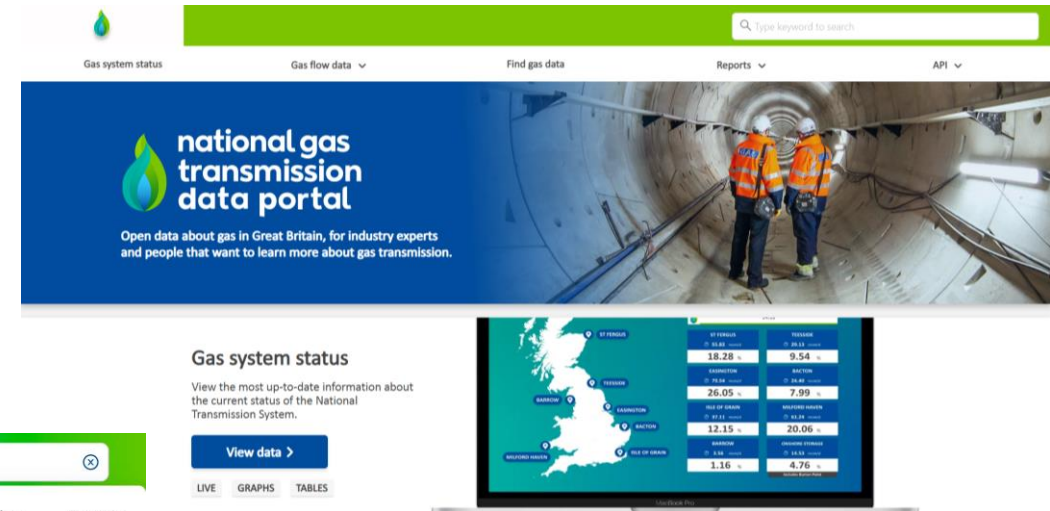 Type keyword to search
Gas system status
Gas flow data
Find gas data
Reports
API
national gas
transmission
data portal
Open data about gas in Great Britain, for industry experts
and people that want to learn more about gas transmission.
Gas system status
View the most up-to-date information about
the current status of the National
Transmission System.
View data >
LIVE GRAPHS TABLES
ST FERGUS
TEESSIDE
BARROW
EASINGTON
BACTON
MILFORD HAVEN
ISLE OF GRAIN
ST FERGUS TEESSIDE
18.28 9.54
EASINGTON BACTON
26.05 7.99
ISLE OF GRAIN MILFORD HAVEN
12.15 20.06
BARROW ONSHORE STORAGE
1.16 4.76
MacBook Pro